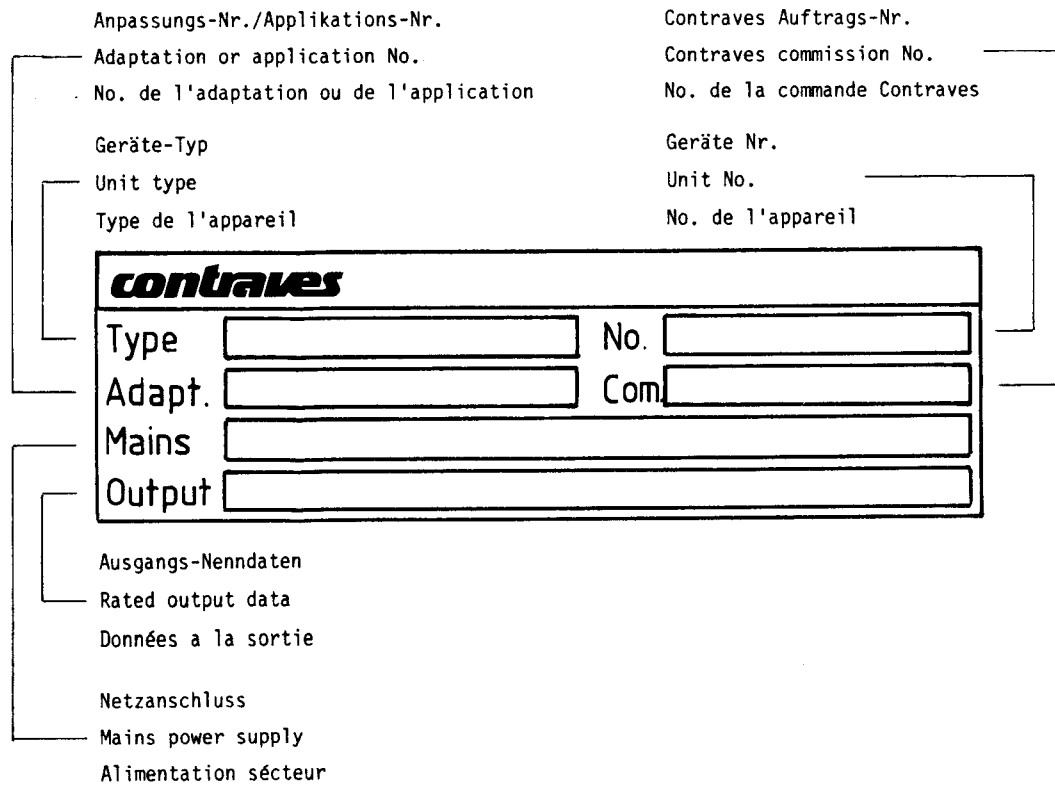 Anpassungs-Nr./Applikations-Nr.
Adaptation or application No.
No. de l'adaptation ou de l'application
Contraves Auftrags-Nr.
Contraves commission No.
No. de la commande Contraves
Geräte-Typ
Unit type
Type de l'appareil
Geräte Nr.
Unit No.
No. de l'appareil
contraves
Type No.
Adapt. Com.
Mains
Output
Ausgangs-Nenndaten
Rated output data
Données a la sortie
Netzanschluss
Mains power supply
Alimentation sécteur